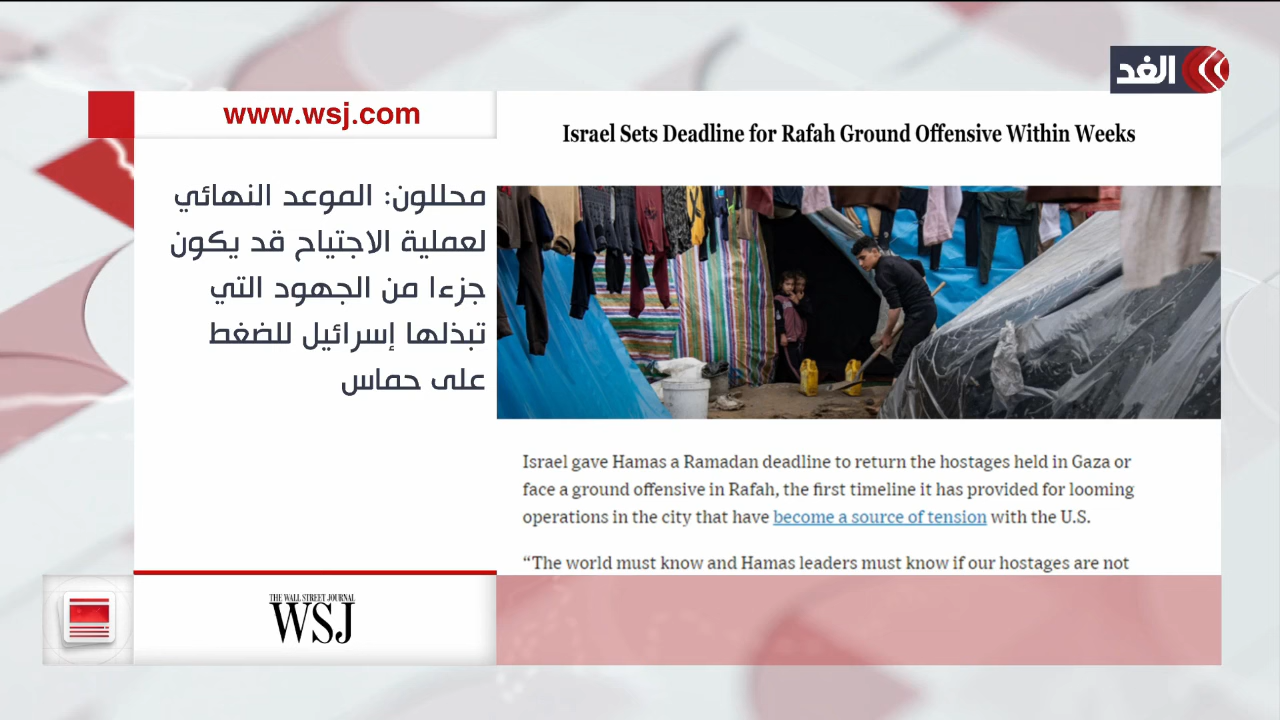 الغد
www.wsj.com
Israel Sets Deadline for Rafah Ground Offensive Within Weeks
محللون: الموعد النهائي
لعملية الاجتياح قد يكون
جزءا من الجهود التي
تبذلها إسرائيل للضغط
على حماس
Israel gave Hamas a Ramadan deadline to return the hostages held in Gaza or
face a ground offensive in Rafah, the first timeline it has provided for looming
operations in the city that have become a source of tension with the U.S.
“The world must know and Hamas leaders must know if our hostages are not
THE WALL STREET JOURNAL
WSJ